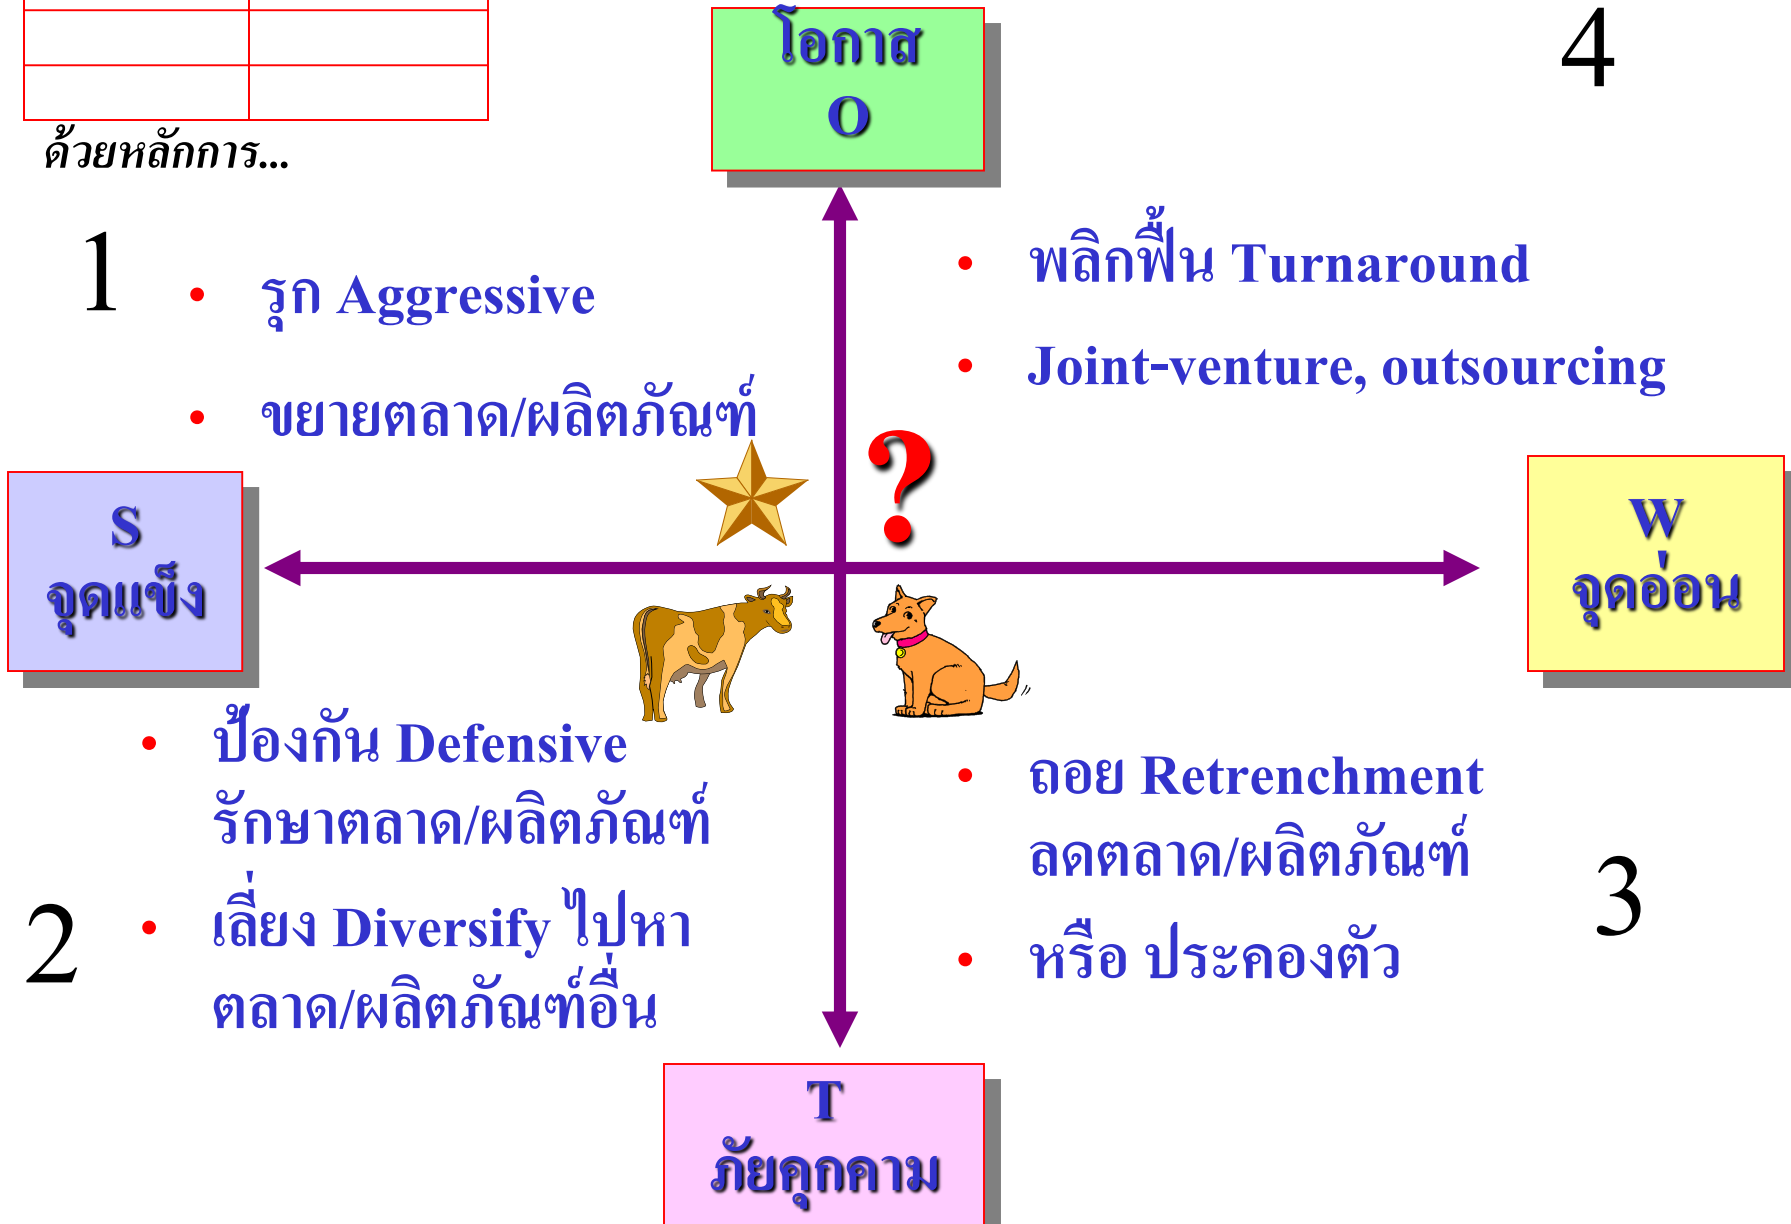 โอกาส
O
4
ด้วยหลักการ...
1
• รุก Aggressive
• ขยายตลาด/ผลิตภัณฑ์
• พลิกฟื้น Turnaround
• Joint-venture, outsourcing
?
S
จุดแข็ง
W
จุดอ่อน
2
• ป้องกัน Defensive
รักษาตลาด/ผลิตภัณฑ์
• เลี่ยง Diversify ไปหา
ตลาด/ผลิตภัณฑ์อื่น
• ถอย Retrenchment
ลดตลาด/ผลิตภัณฑ์
• หรือ ประคองตัว
3
T
ภัยคุกคาม